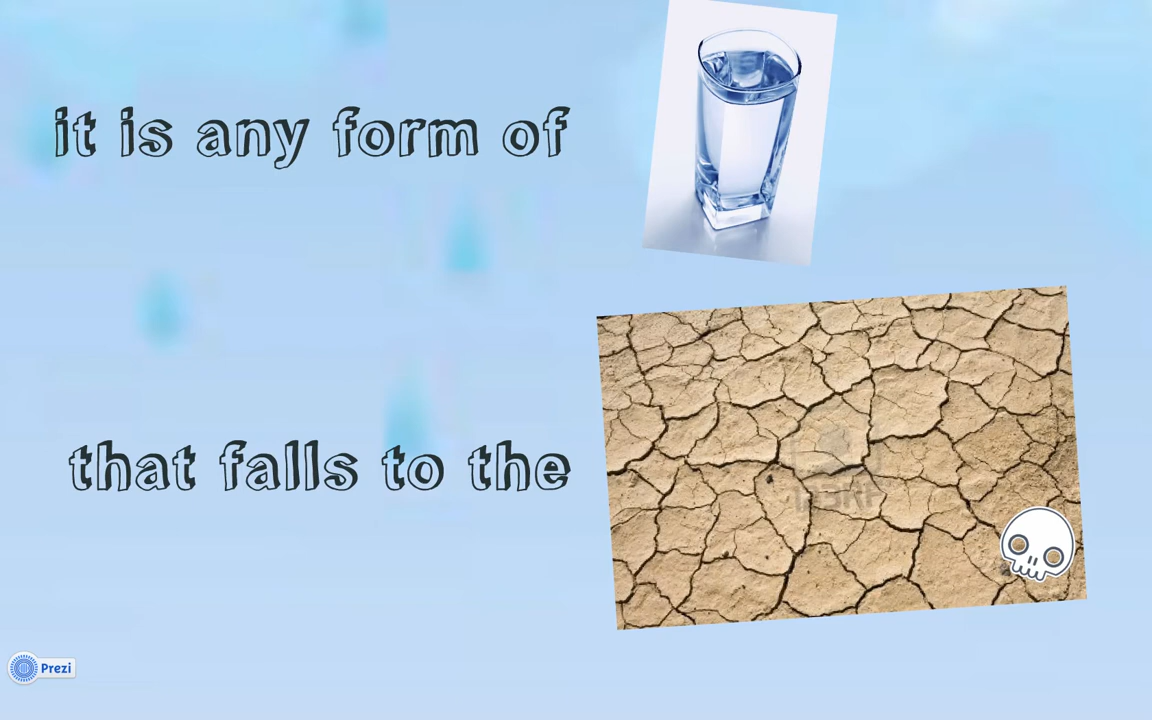 it is any form of
that falls to the
Prezi